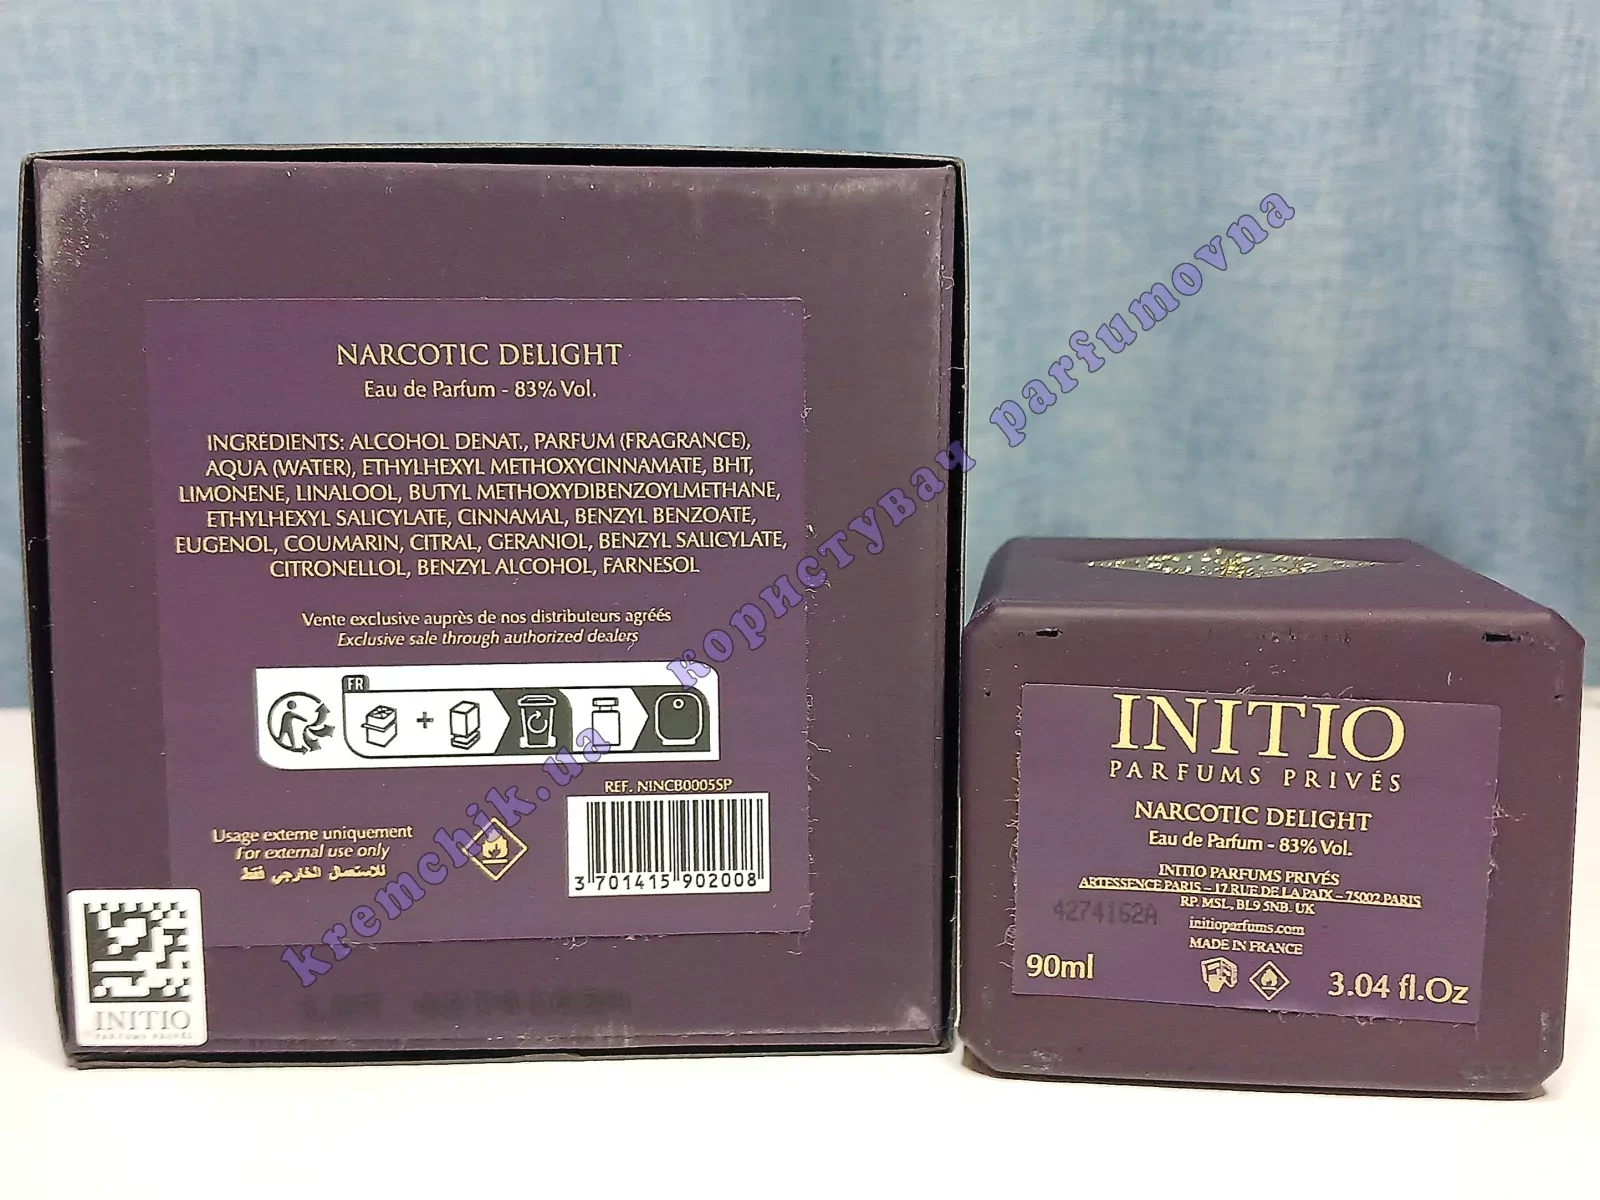 NARCOTIC DELIGHT
Eau de Parfum - 83% Vol.
INGREDIENTS: ALCOHOL DENAT., PARFUM (FRAGRANCE),
AQUA (WATER), ETHYLHEXYL METHOXYCINNAMATE, BHT,
LIMONENE, LINALOOL, BUTYL METHOXYDIBENZOYLMETHANE,
ETHYLHEXYL SALICYLATE, CINNAMAL, BENZYL BENZOATE,
EUGENOL, COUMARIN, CITRAL, GERANIOL, BENZYL SALICYLATE,
CITRONELLOL, BENZYL ALCOHOL, FARNESOL
Vente exclusive auprès de nos distributeurs agréés
Exclusive sale through authorized dealers
FR
REF. NINCB0005SP
3 701415 902008
Usage externe uniquement
For external use only
للاستعمال الخارجي فقط
INITIO
PARFUMS PRIVÉS
INITIO
PARFUMS PRIVÉS
NARCOTIC DELIGHT
Eau de Parfum - 83% Vol.
INITIO PARFUMS PRIVÉS
ARTESSENCE PARIS – 17 RUE DE LA PAIX – 75002 PARIS
RP. MSL, BL9 5NB. UK
initioparfums.com
MADE IN FRANCE
4274162A
90ml
3.04 fl.Oz
kremchik.ua користувач parfumovna